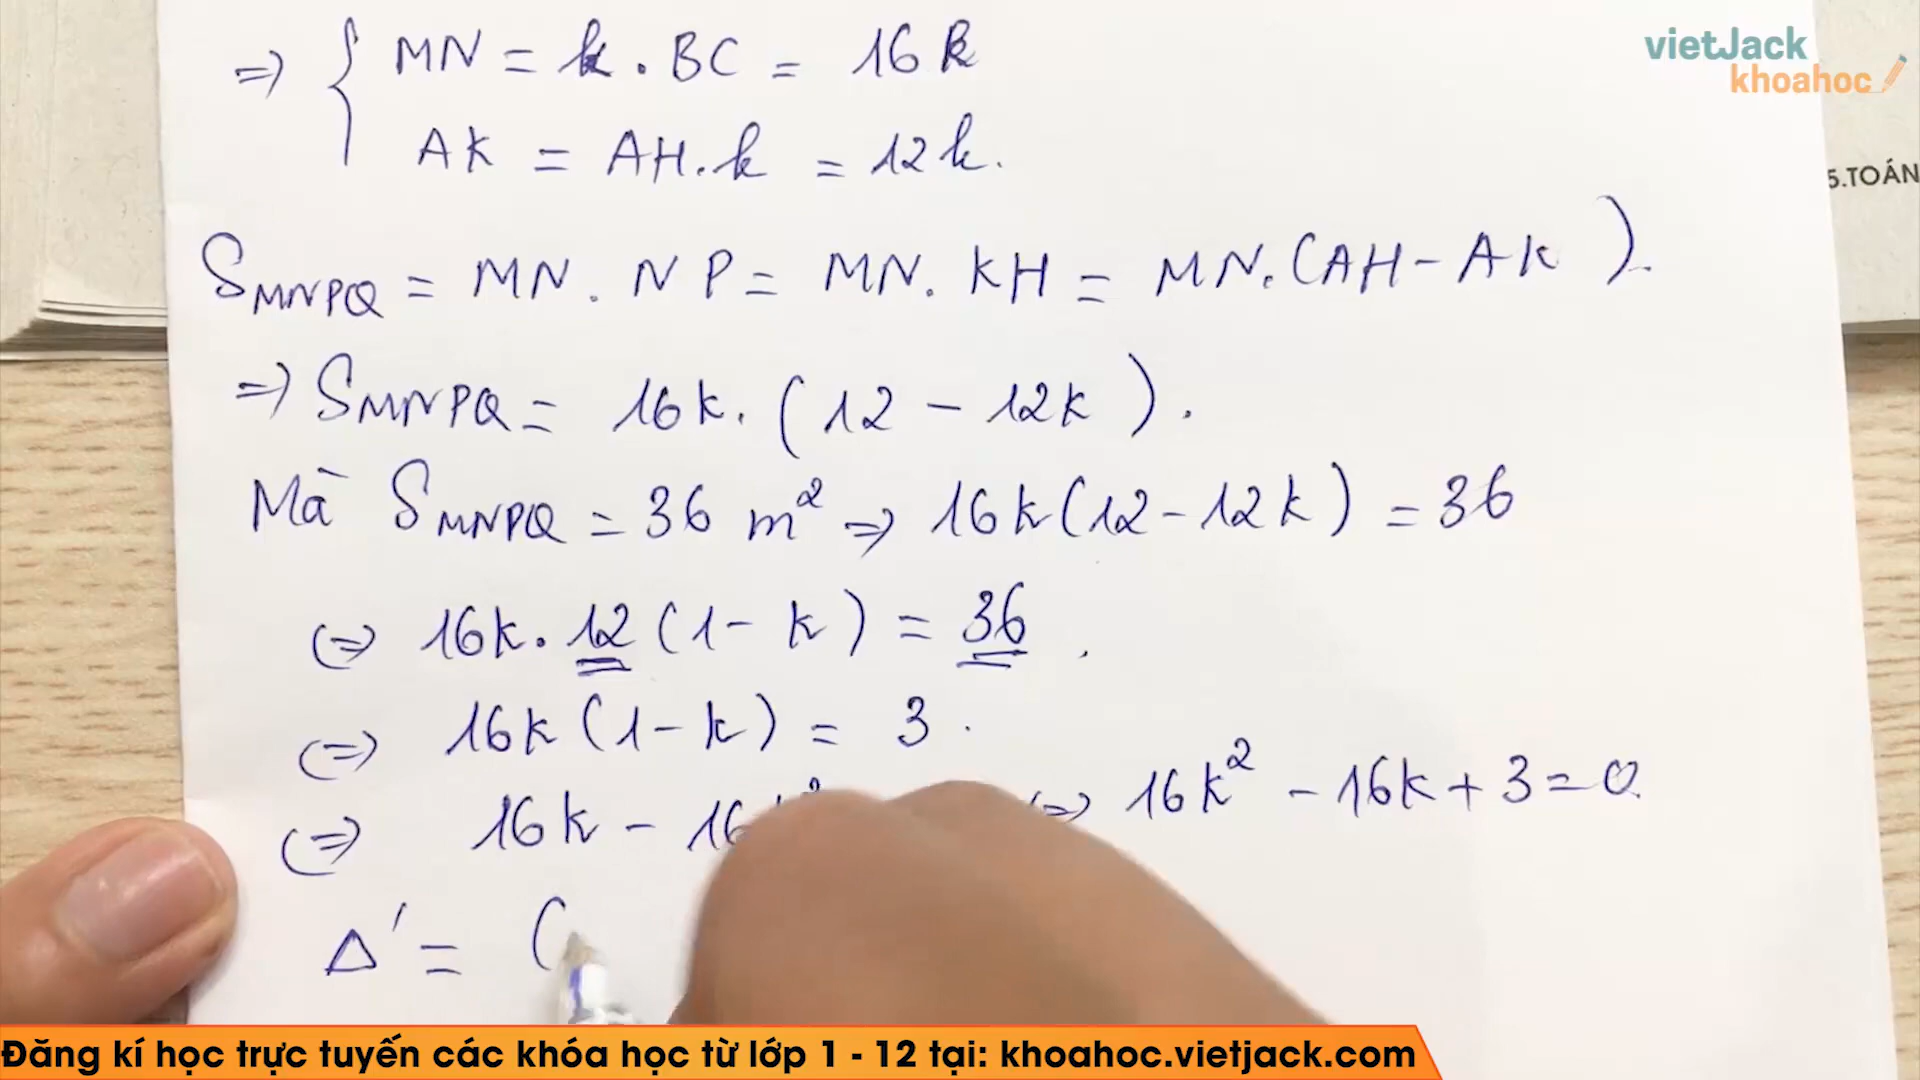 vietJack
khoahoc
5.TOÁN
=> { MN = k . BC = 16k
AK = AH.k = 12k.
S_MNPQ = MN . NP = MN . KH = MN.(AH - AK).
=> S_MNPQ = 16k.(12 - 12k).
Mà S_MNPQ = 36 m² => 16k(12 - 12k) = 36
(=> 16k.12(1 - k) = 36.
(=> 16k(1 - k) = 3.
(=> 16k - 16 (=> 16k² - 16k + 3 = 0.
Δ' = (
Đăng kí học trực tuyến các khóa học từ lớp 1 - 12 tại: khoahoc.vietjack.com